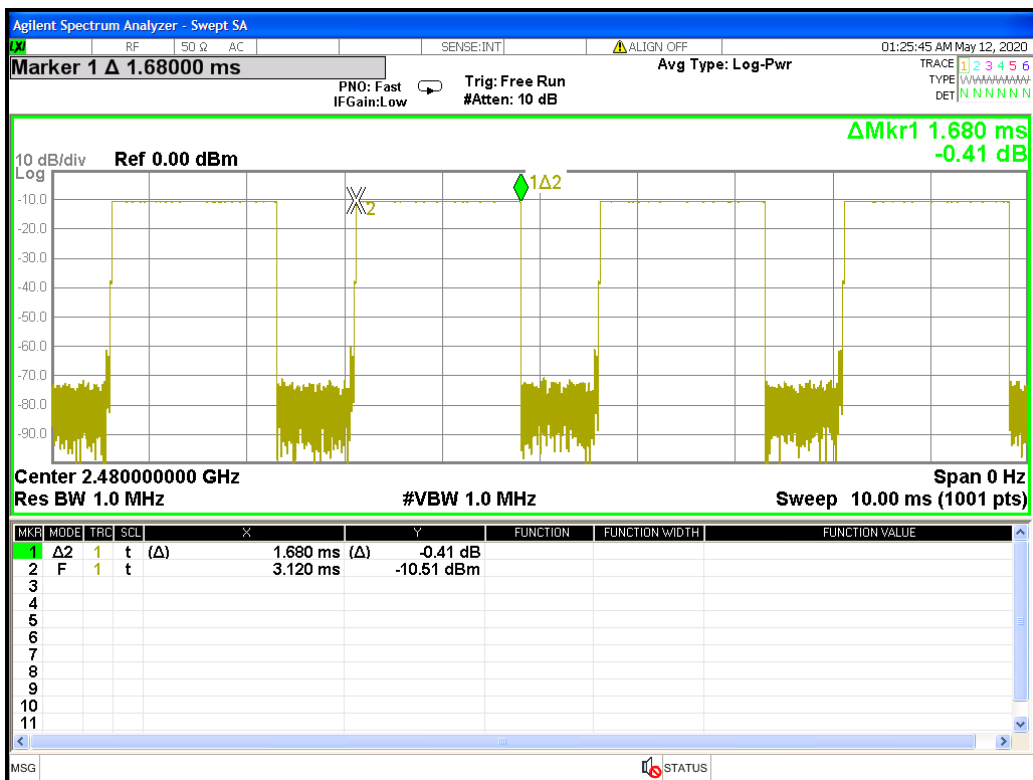 Agilent Spectrum Analyzer - Swept SA
LXI RF 50 Ω AC SENSE:INT ALIGN OFF 01:25:45 AM May 12, 2020
Marker 1 Δ 1.68000 ms
PNO: Fast
IFGain:Low
Trig: Free Run
#Atten: 10 dB
Avg Type: Log-Pwr
TRACE 1 2 3 4 5 6
TYPE WWWWWW
DET N N N N N N
ΔMkr1 1.680 ms
-0.41 dB
10 dB/div Ref 0.00 dBm
Log
1Δ2
-10.0
2
-20.0
-30.0
-40.0
-50.0
-60.0
-70.0
-80.0
-90.0
Center 2.480000000 GHz Span 0 Hz
Res BW 1.0 MHz #VBW 1.0 MHz Sweep 10.00 ms (1001 pts)
MKR MODE TRC SCL X Y FUNCTION FUNCTION WIDTH FUNCTION VALUE
1 Δ2 1 t (Δ) 1.680 ms (Δ) -0.41 dB
2 F 1 t 3.120 ms -10.51 dBm
3
4
5
6
7
8
9
10
11
MSG STATUS